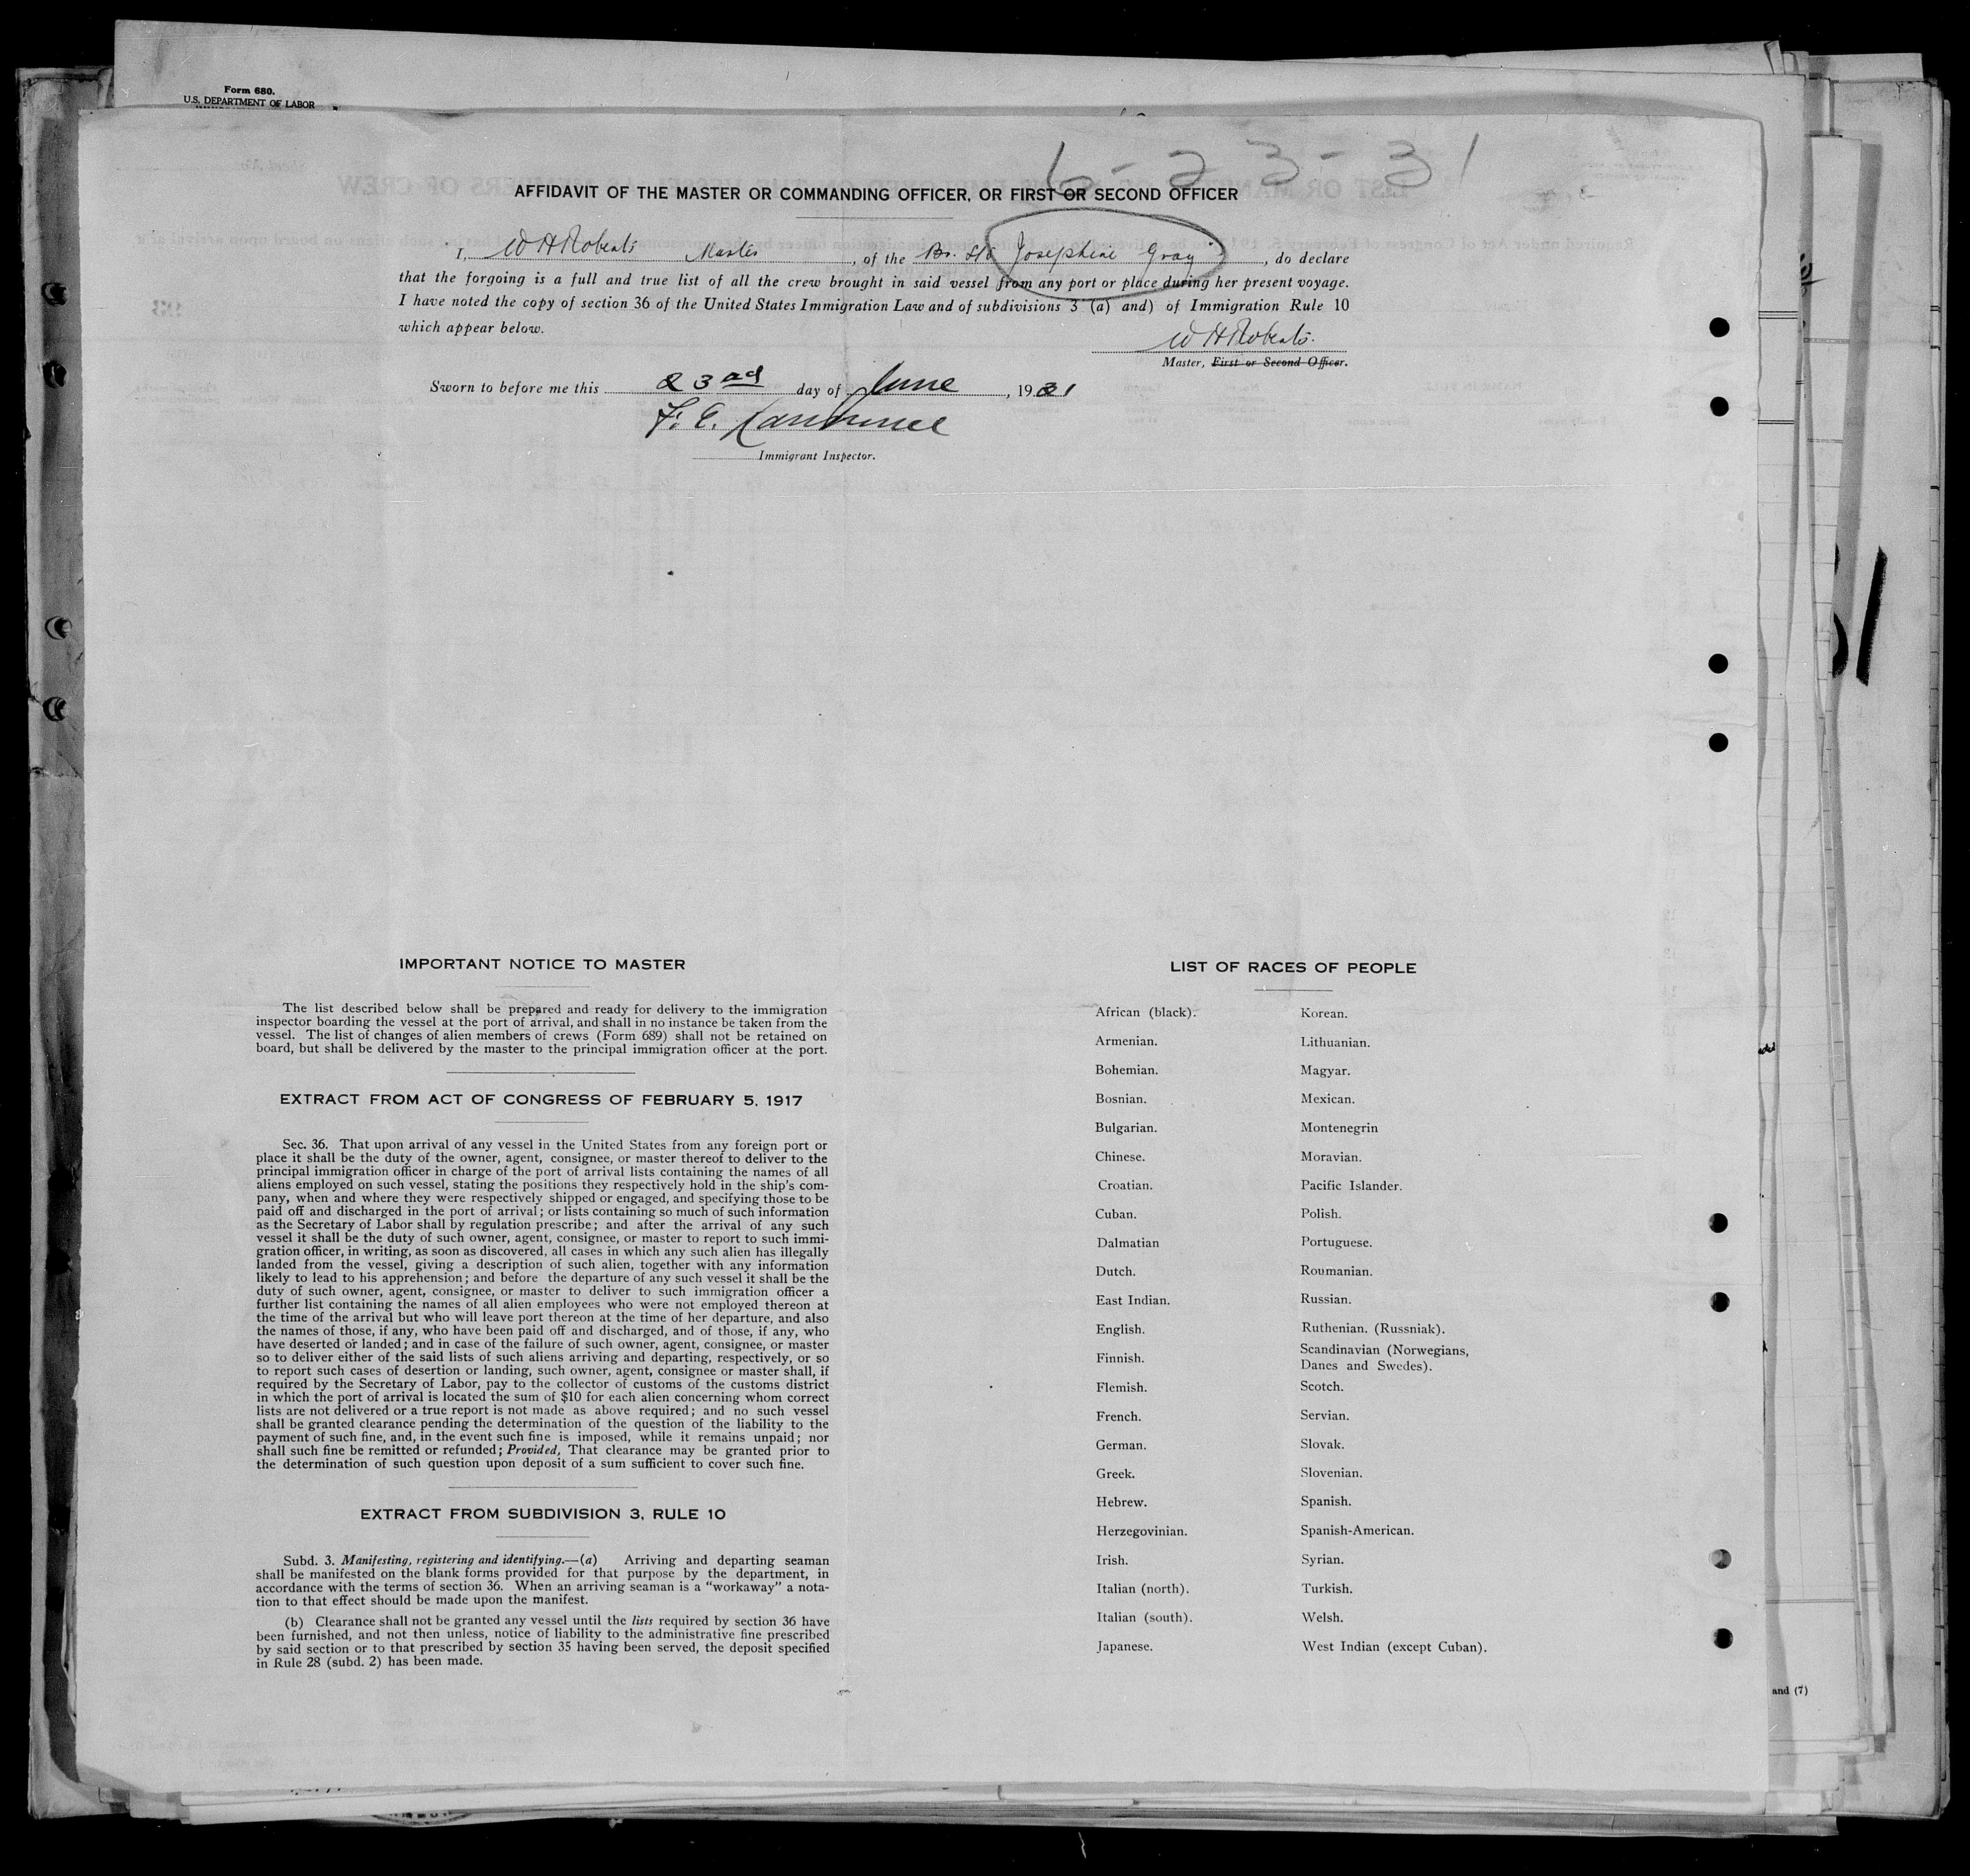 Form 680.
U.S. DEPARTMENT OF LABOR
6-23-31
AFFIDAVIT OF THE MASTER OR COMMANDING OFFICER, OR FIRST OR SECOND OFFICER
I, W H Roberts Master, of the Br. S/S Josephine Gray, do declare
that the forgoing is a full and true list of all the crew brought in said vessel from any port or place during her present voyage.
I have noted the copy of section 36 of the United States Immigration Law and of subdivisions 3 (a) and) of Immigration Rule 10
which appear below.
W H Roberts.
Master, First or Second Officer.
Sworn to before me this 23rd day of June, 1931
F. E.
Immigrant Inspector.
IMPORTANT NOTICE TO MASTER
The list described below shall be prepared and ready for delivery to the immigration
inspector boarding the vessel at the port of arrival, and shall in no instance be taken from the
vessel. The list of changes of alien members of crews (Form 689) shall not be retained on
board, but shall be delivered by the master to the principal immigration officer at the port.
EXTRACT FROM ACT OF CONGRESS OF FEBRUARY 5, 1917
Sec. 36. That upon arrival of any vessel in the United States from any foreign port or
place it shall be the duty of the owner, agent, consignee, or master thereof to deliver to the
principal immigration officer in charge of the port of arrival lists containing the names of all
aliens employed on such vessel, stating the positions they respectively hold in the ship's com-
pany, when and where they were respectively shipped or engaged, and specifying those to be
paid off and discharged in the port of arrival; or lists containing so much of such information
as the Secretary of Labor shall by regulation prescribe; and after the arrival of any such
vessel it shall be the duty of such owner, agent, consignee, or master to report to such immi-
gration officer, in writing, as soon as discovered, all cases in which any such alien has illegally
landed from the vessel, giving a description of such alien, together with any information
likely to lead to his apprehension; and before the departure of any such vessel it shall be the
duty of such owner, agent, consignee, or master to deliver to such immigration officer a
further list containing the names of all alien employees who were not employed thereon at
the time of the arrival but who will leave port thereon at the time of her departure, and also
the names of those, if any, who have been paid off and discharged, and of those, if any, who
have deserted or landed; and in case of the failure of such owner, agent, consignee, or master
so to deliver either of the said lists of such aliens arriving and departing, respectively, or so
to report such cases of desertion or landing, such owner, agent, consignee or master shall, if
required by the Secretary of Labor, pay to the collector of customs of the customs district
in which the port of arrival is located the sum of $10 for each alien concerning whom correct
lists are not delivered or a true report is not made as above required; and no such vessel
shall be granted clearance pending the determination of the question of the liability to the
payment of such fine, and, in the event such fine is imposed, while it remains unpaid; nor
shall such fine be remitted or refunded; Provided, That clearance may be granted prior to
the determination of such question upon deposit of a sum sufficient to cover such fine.
EXTRACT FROM SUBDIVISION 3, RULE 10
Subd. 3. Manifesting, registering and identifying.—(a) Arriving and departing seaman
shall be manifested on the blank forms provided for that purpose by the department, in
accordance with the terms of section 36. When an arriving seaman is a "workaway" a nota-
tion to that effect should be made upon the manifest.
(b) Clearance shall not be granted any vessel until the lists required by section 36 have
been furnished, and not then unless, notice of liability to the administrative fine prescribed
by said section or to that prescribed by section 35 having been served, the deposit specified
in Rule 28 (subd. 2) has been made.
LIST OF RACES OF PEOPLE
African (black).
Armenian.
Bohemian.
Bosnian.
Bulgarian.
Chinese.
Croatian.
Cuban.
Dalmatian
Dutch.
East Indian.
English.
Finnish.
Flemish.
French.
German.
Greek.
Hebrew.
Herzegovinian.
Irish.
Italian (north).
Italian (south).
Japanese.
Korean.
Lithuanian.
Magyar.
Mexican.
Montenegrin
Moravian.
Pacific Islander.
Polish.
Portuguese.
Roumanian.
Russian.
Ruthenian. (Russniak).
Scandinavian (Norwegians,
Danes and Swedes).
Scotch.
Servian.
Slovak.
Slovenian.
Spanish.
Spanish-American.
Syrian.
Turkish.
Welsh.
West Indian (except Cuban).
and (7)